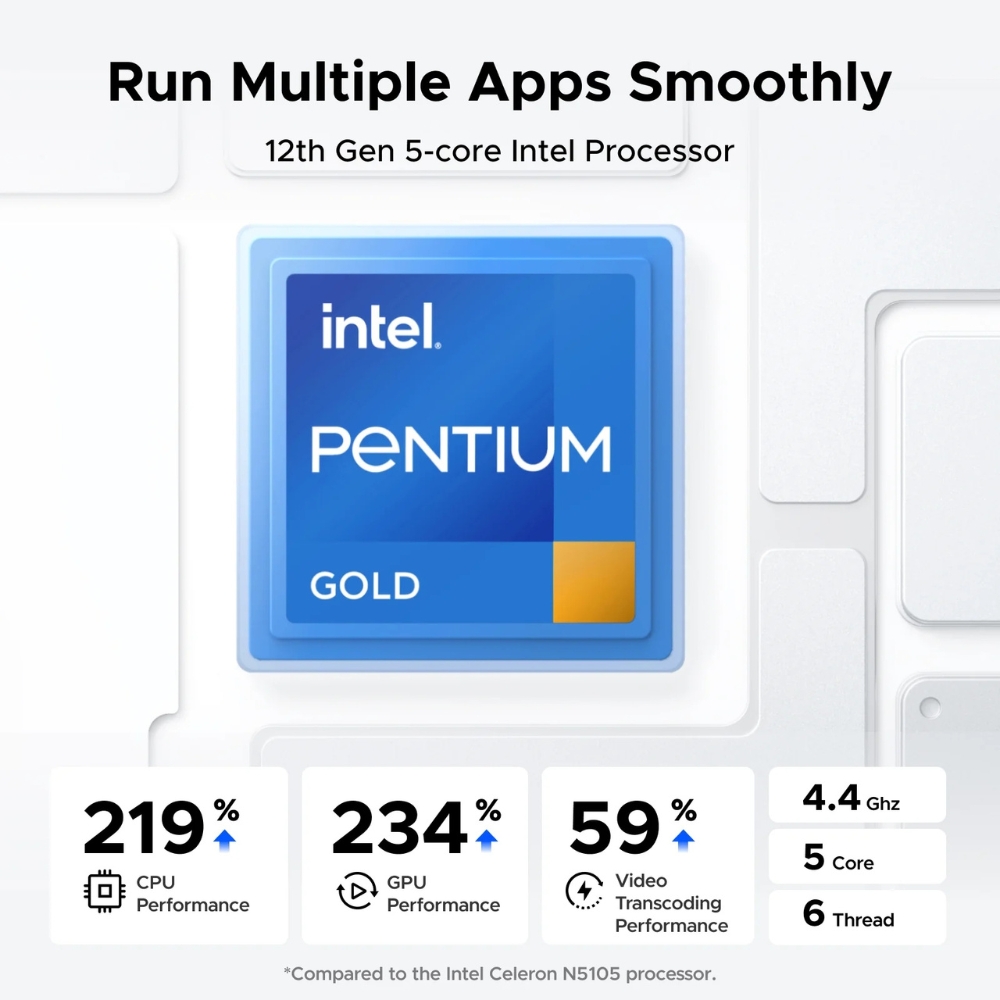 Run Multiple Apps Smoothly
12th Gen 5-core Intel Processor
intel®
PENTIUM
GOLD
219%
CPU
Performance
234%
GPU
Performance
59%
Video
Transcoding
Performance
4.4 Ghz
5 Core
6 Thread
*Compared to the Intel Celeron N5105 processor.